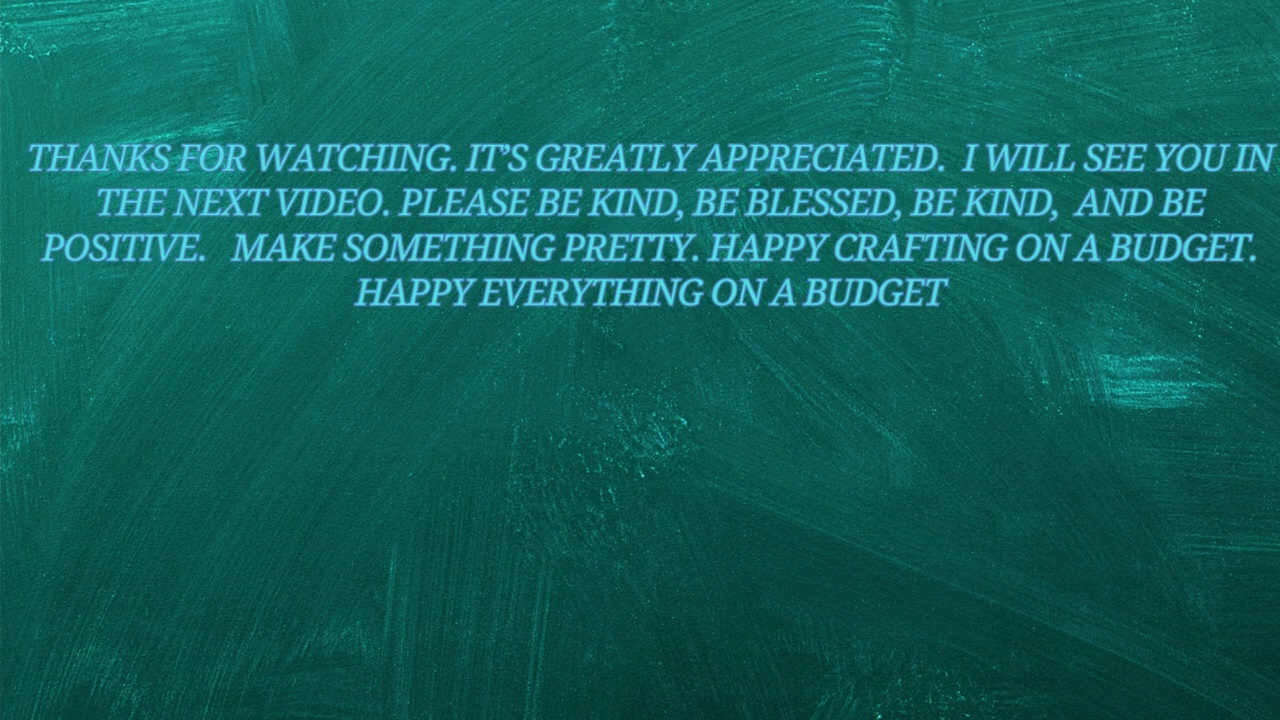 THANKS FOR WATCHING. IT'S GREATLY APPRECIATED.  I WILL SEE YOU IN
THE NEXT VIDEO. PLEASE BE KIND, BE BLESSED, BE KIND,  AND BE
POSITIVE.   MAKE SOMETHING PRETTY. HAPPY CRAFTING ON A BUDGET.
HAPPY EVERYTHING ON A BUDGET